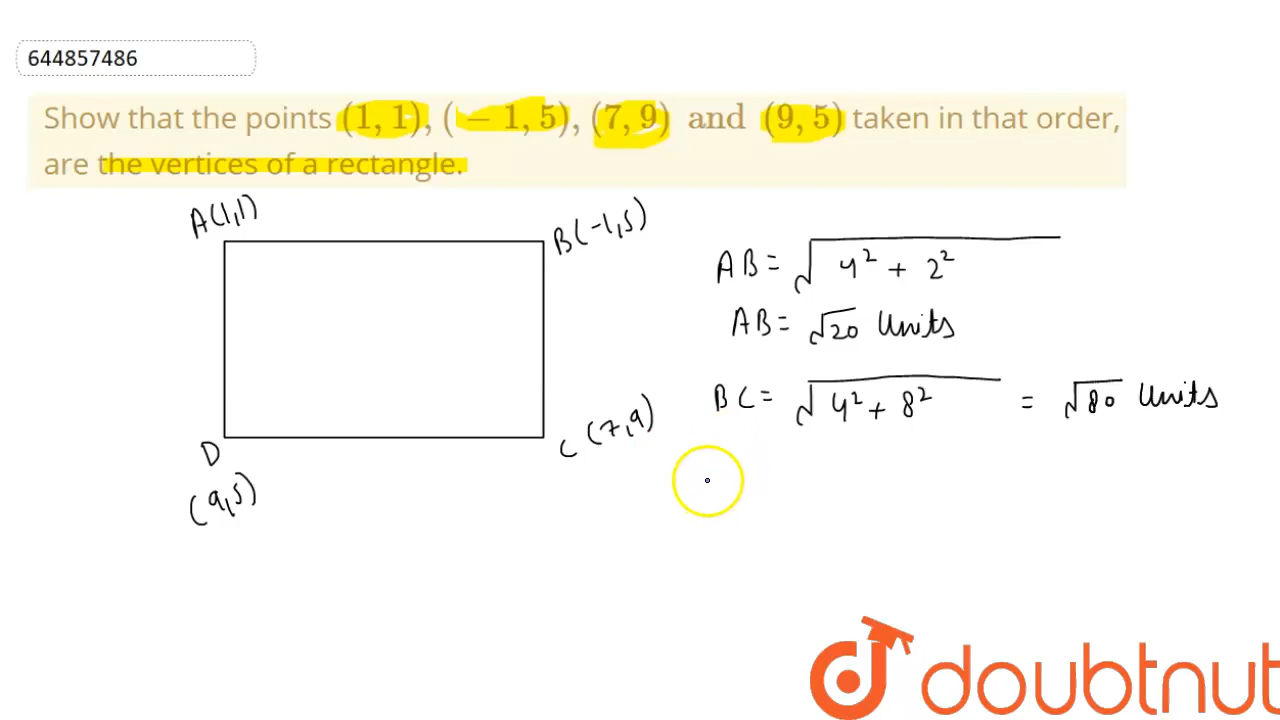 644857486
Show that the points (1, 1), (− 1, 5), (7, 9) and (9, 5) taken in that order,
are the vertices of a rectangle.
A(1,1)
B(-1,5)
AB = √4² + 2²
AB = √20 Units
BC = √4² + 8² = √80 Units
C (7,9)
D
(9,5)
doubtnut